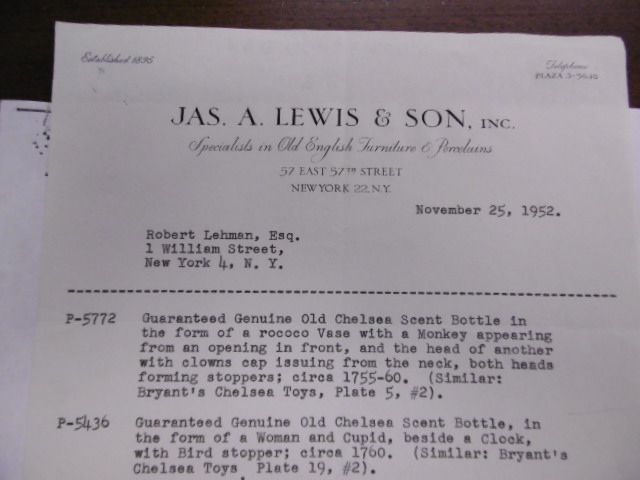 Established 1896
Telephone
PLAZA 3-5640
JAS. A. LEWIS & SON, INC.
Specialists in Old English Furniture & Porcelains
57 EAST 57TH STREET
NEW YORK 22, N.Y.
November 25, 1952.
Robert Lehman, Esq.
1 William Street,
New York 4, N. Y.
P-5772 Guaranteed Genuine Old Chelsea Scent Bottle in
the form of a rococo Vase with a Monkey appearing
from an opening in front, and the head of another
with clowns cap issuing from the neck, both heads
forming stoppers; circa 1755-60. (Similar:
Bryant's Chelsea Toys, Plate 5, #2).
P-5436 Guaranteed Genuine Old Chelsea Scent Bottle, in
the form of a Woman and Cupid, beside a Clock,
with Bird stopper; circa 1760. (Similar: Bryant's
Chelsea Toys Plate 19, #2).